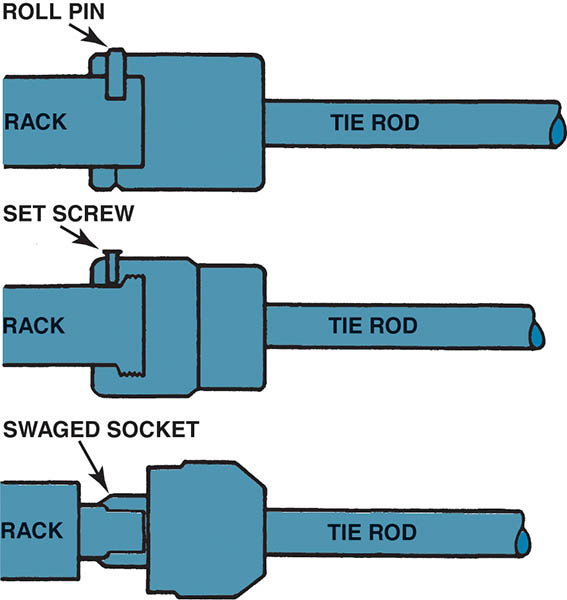 ROLL PIN
RACK
TIE ROD
SET SCREW
RACK
TIE ROD
SWAGED SOCKET
RACK
TIE ROD